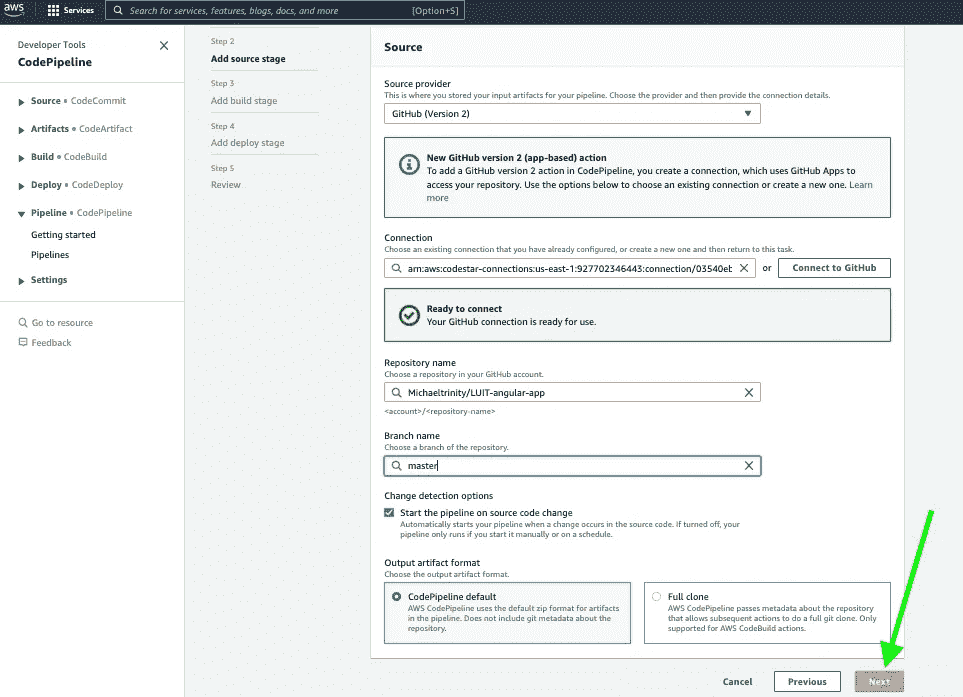 aws
Services
Search for services, features, blogs, docs, and more
[Option+S]
Developer Tools
CodePipeline
Source • CodeCommit
Artifacts • CodeArtifact
Build • CodeBuild
Deploy • CodeDeploy
Pipeline • CodePipeline
Getting started
Pipelines
Settings
Go to resource
Feedback
Step 2
Add source stage
Step 3
Add build stage
Step 4
Add deploy stage
Step 5
Review
Source
Source provider
This is where you stored your input artifacts for your pipeline. Choose the provider and then provide the connection details.
GitHub (Version 2)
New GitHub version 2 (app-based) action
To add a GitHub version 2 action in CodePipeline, you create a connection, which uses GitHub Apps to
access your repository. Use the options below to choose an existing connection or create a new one. Learn
more
Connection
Choose an existing connection that you have already configured, or create a new one and then return to this task.
arn:aws:codestar-connections:us-east-1:927702346443:connection/03540eb
or
Connect to GitHub
Ready to connect
Your GitHub connection is ready for use.
Repository name
Choose a repository in your GitHub account.
Michaeltrinity/LUIT-angular-app
<account>/<repository-name>
Branch name
Choose a branch of the repository.
master
Change detection options
Start the pipeline on source code change
Automatically starts your pipeline when a change occurs in the source code. If turned off, your
pipeline only runs if you start it manually or on a schedule.
Output artifact format
Choose the output artifact format.
CodePipeline default
AWS CodePipeline uses the default zip format for artifacts
in the pipeline. Does not include git metadata about the
repository.
Full clone
AWS CodePipeline passes metadata about the repository
that allows subsequent actions to do a full git clone. Only
supported for AWS CodeBuild actions.
Cancel
Previous
Next